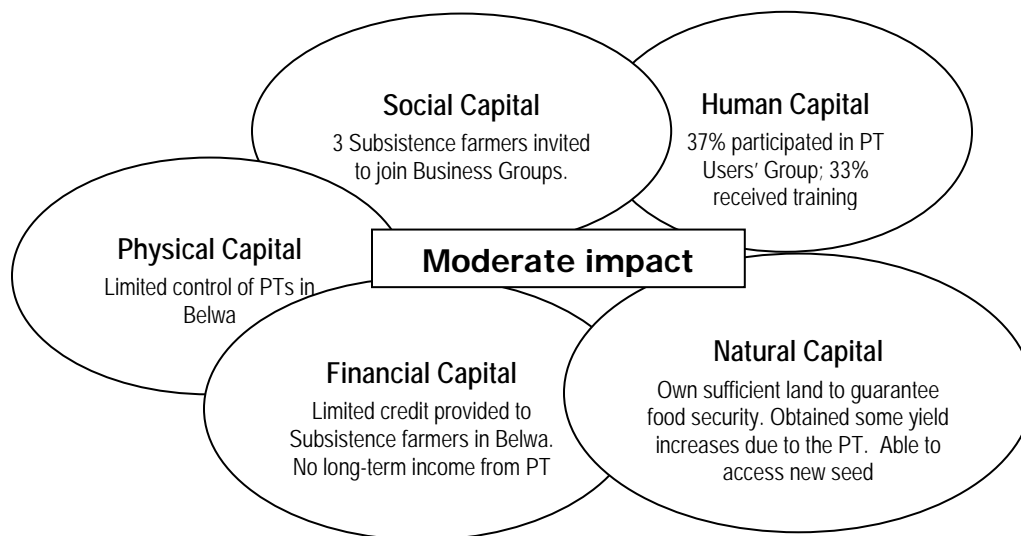 Social Capital
3 Subsistence farmers invited
to join Business Groups.
Human Capital
37% participated in PT
Users' Group; 33%
received training
Physical Capital
Limited control of PTs in
Belwa
Moderate impact
Financial Capital
Limited credit provided to
Subsistence farmers in Belwa.
No long-term income from PT
Natural Capital
Own sufficient land to guarantee
food security. Obtained some yield
increases due to the PT.  Able to
access new seed